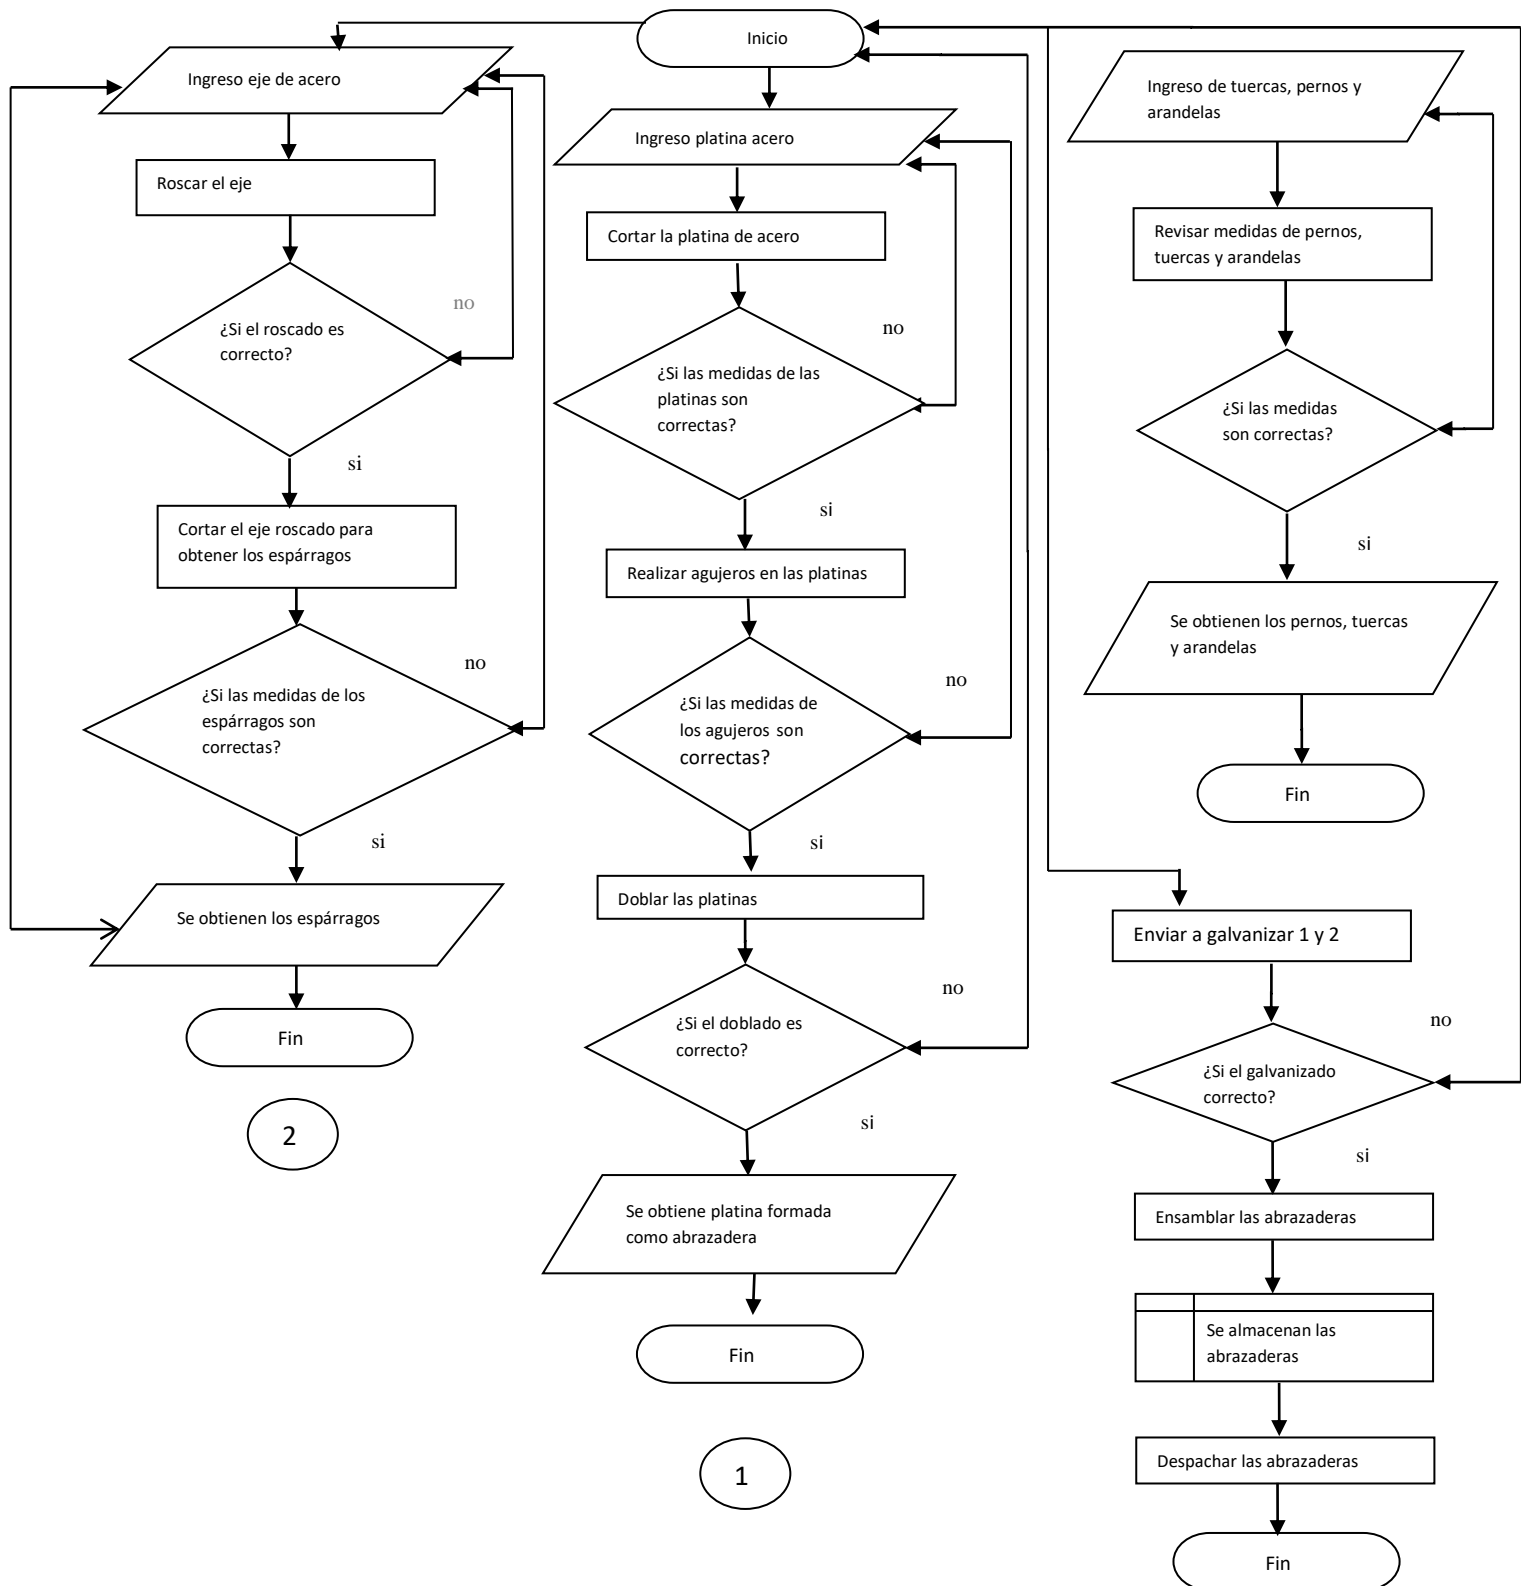 Inicio
Ingreso eje de acero
Roscar el eje
¿Si el roscado es
correcto?
no
si
Cortar el eje roscado para
obtener los espárragos
¿Si las medidas de los
espárragos son
correctas?
no
si
Se obtienen los espárragos
Fin
2
Ingreso platina acero
Cortar la platina de acero
¿Si las medidas de las
platinas son
correctas?
no
si
Realizar agujeros en las platinas
¿Si las medidas de
los agujeros son
correctas?
no
si
Doblar las platinas
¿Si el doblado es
correcto?
no
si
Se obtiene platina formada
como abrazadera
Fin
1
Ingreso de tuercas, pernos y
arandelas
Revisar medidas de pernos,
tuercas y arandelas
¿Si las medidas
son correctas?
si
Se obtienen los pernos, tuercas
y arandelas
Fin
Enviar a galvanizar 1 y 2
¿Si el galvanizado
correcto?
no
si
Ensamblar las abrazaderas
Se almacenan las
abrazaderas
Despachar las abrazaderas
Fin